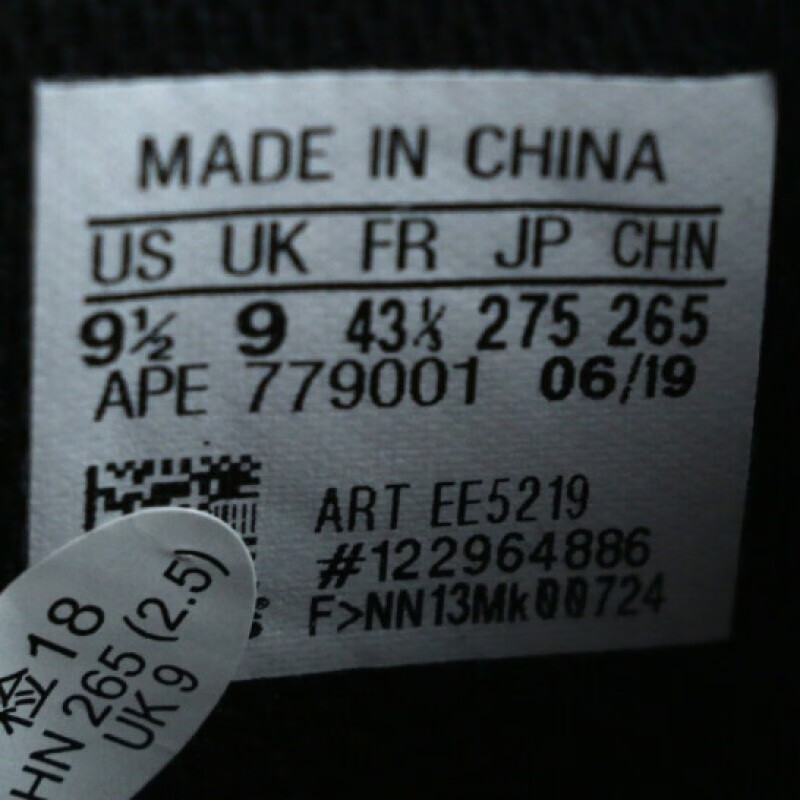 MADE IN CHINA
US UK FR JP CHN
9½ 9 43⅓ 275 265
APE 779001 06/19
ART EE5219
#122964886
F>NN13Mk00724
检18
HN 265 (2.5)
UK 9